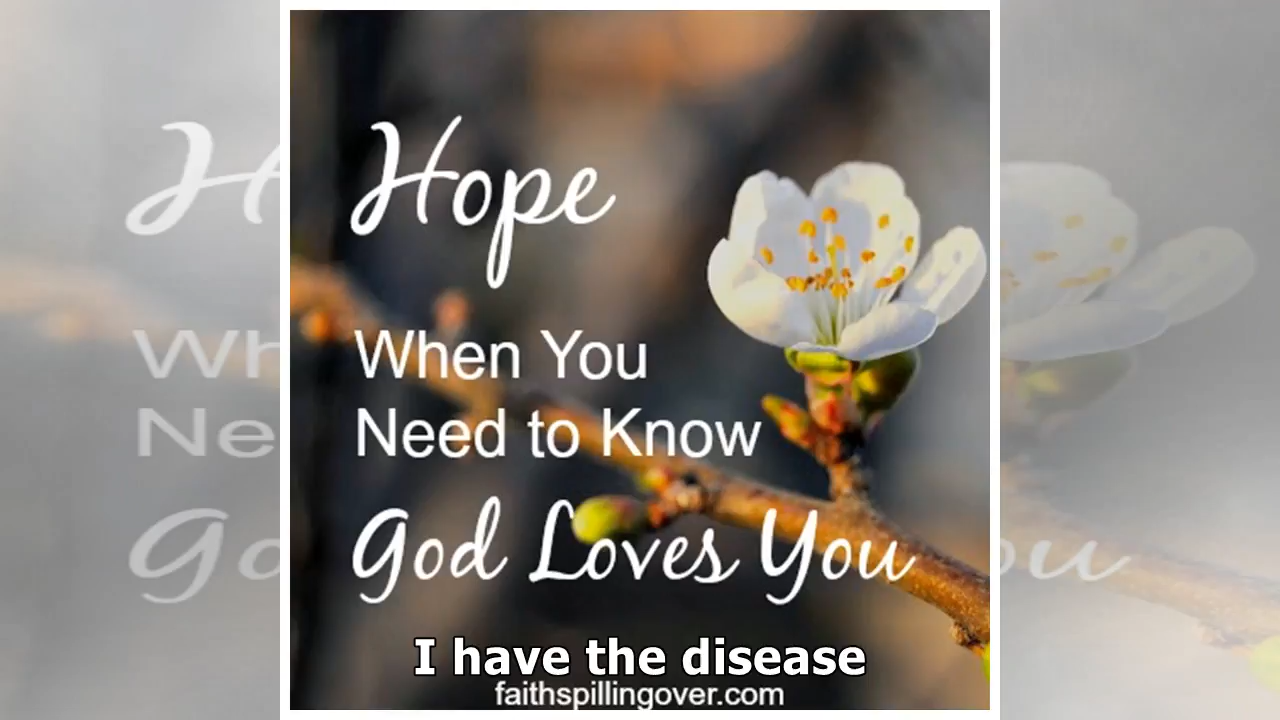 Hope
When You
Need to Know
God Loves You
I have the disease
faithspillingover.com